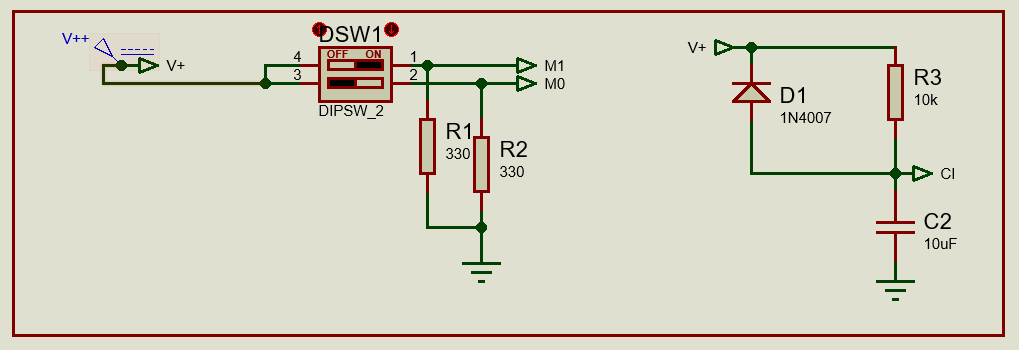 V++
V+
DSW1
OFF ON
4
3
1
2
DIPSW_2
M1
M0
R1
330
R2
330
V+
D1
1N4007
R3
10k
CI
C2
10uF